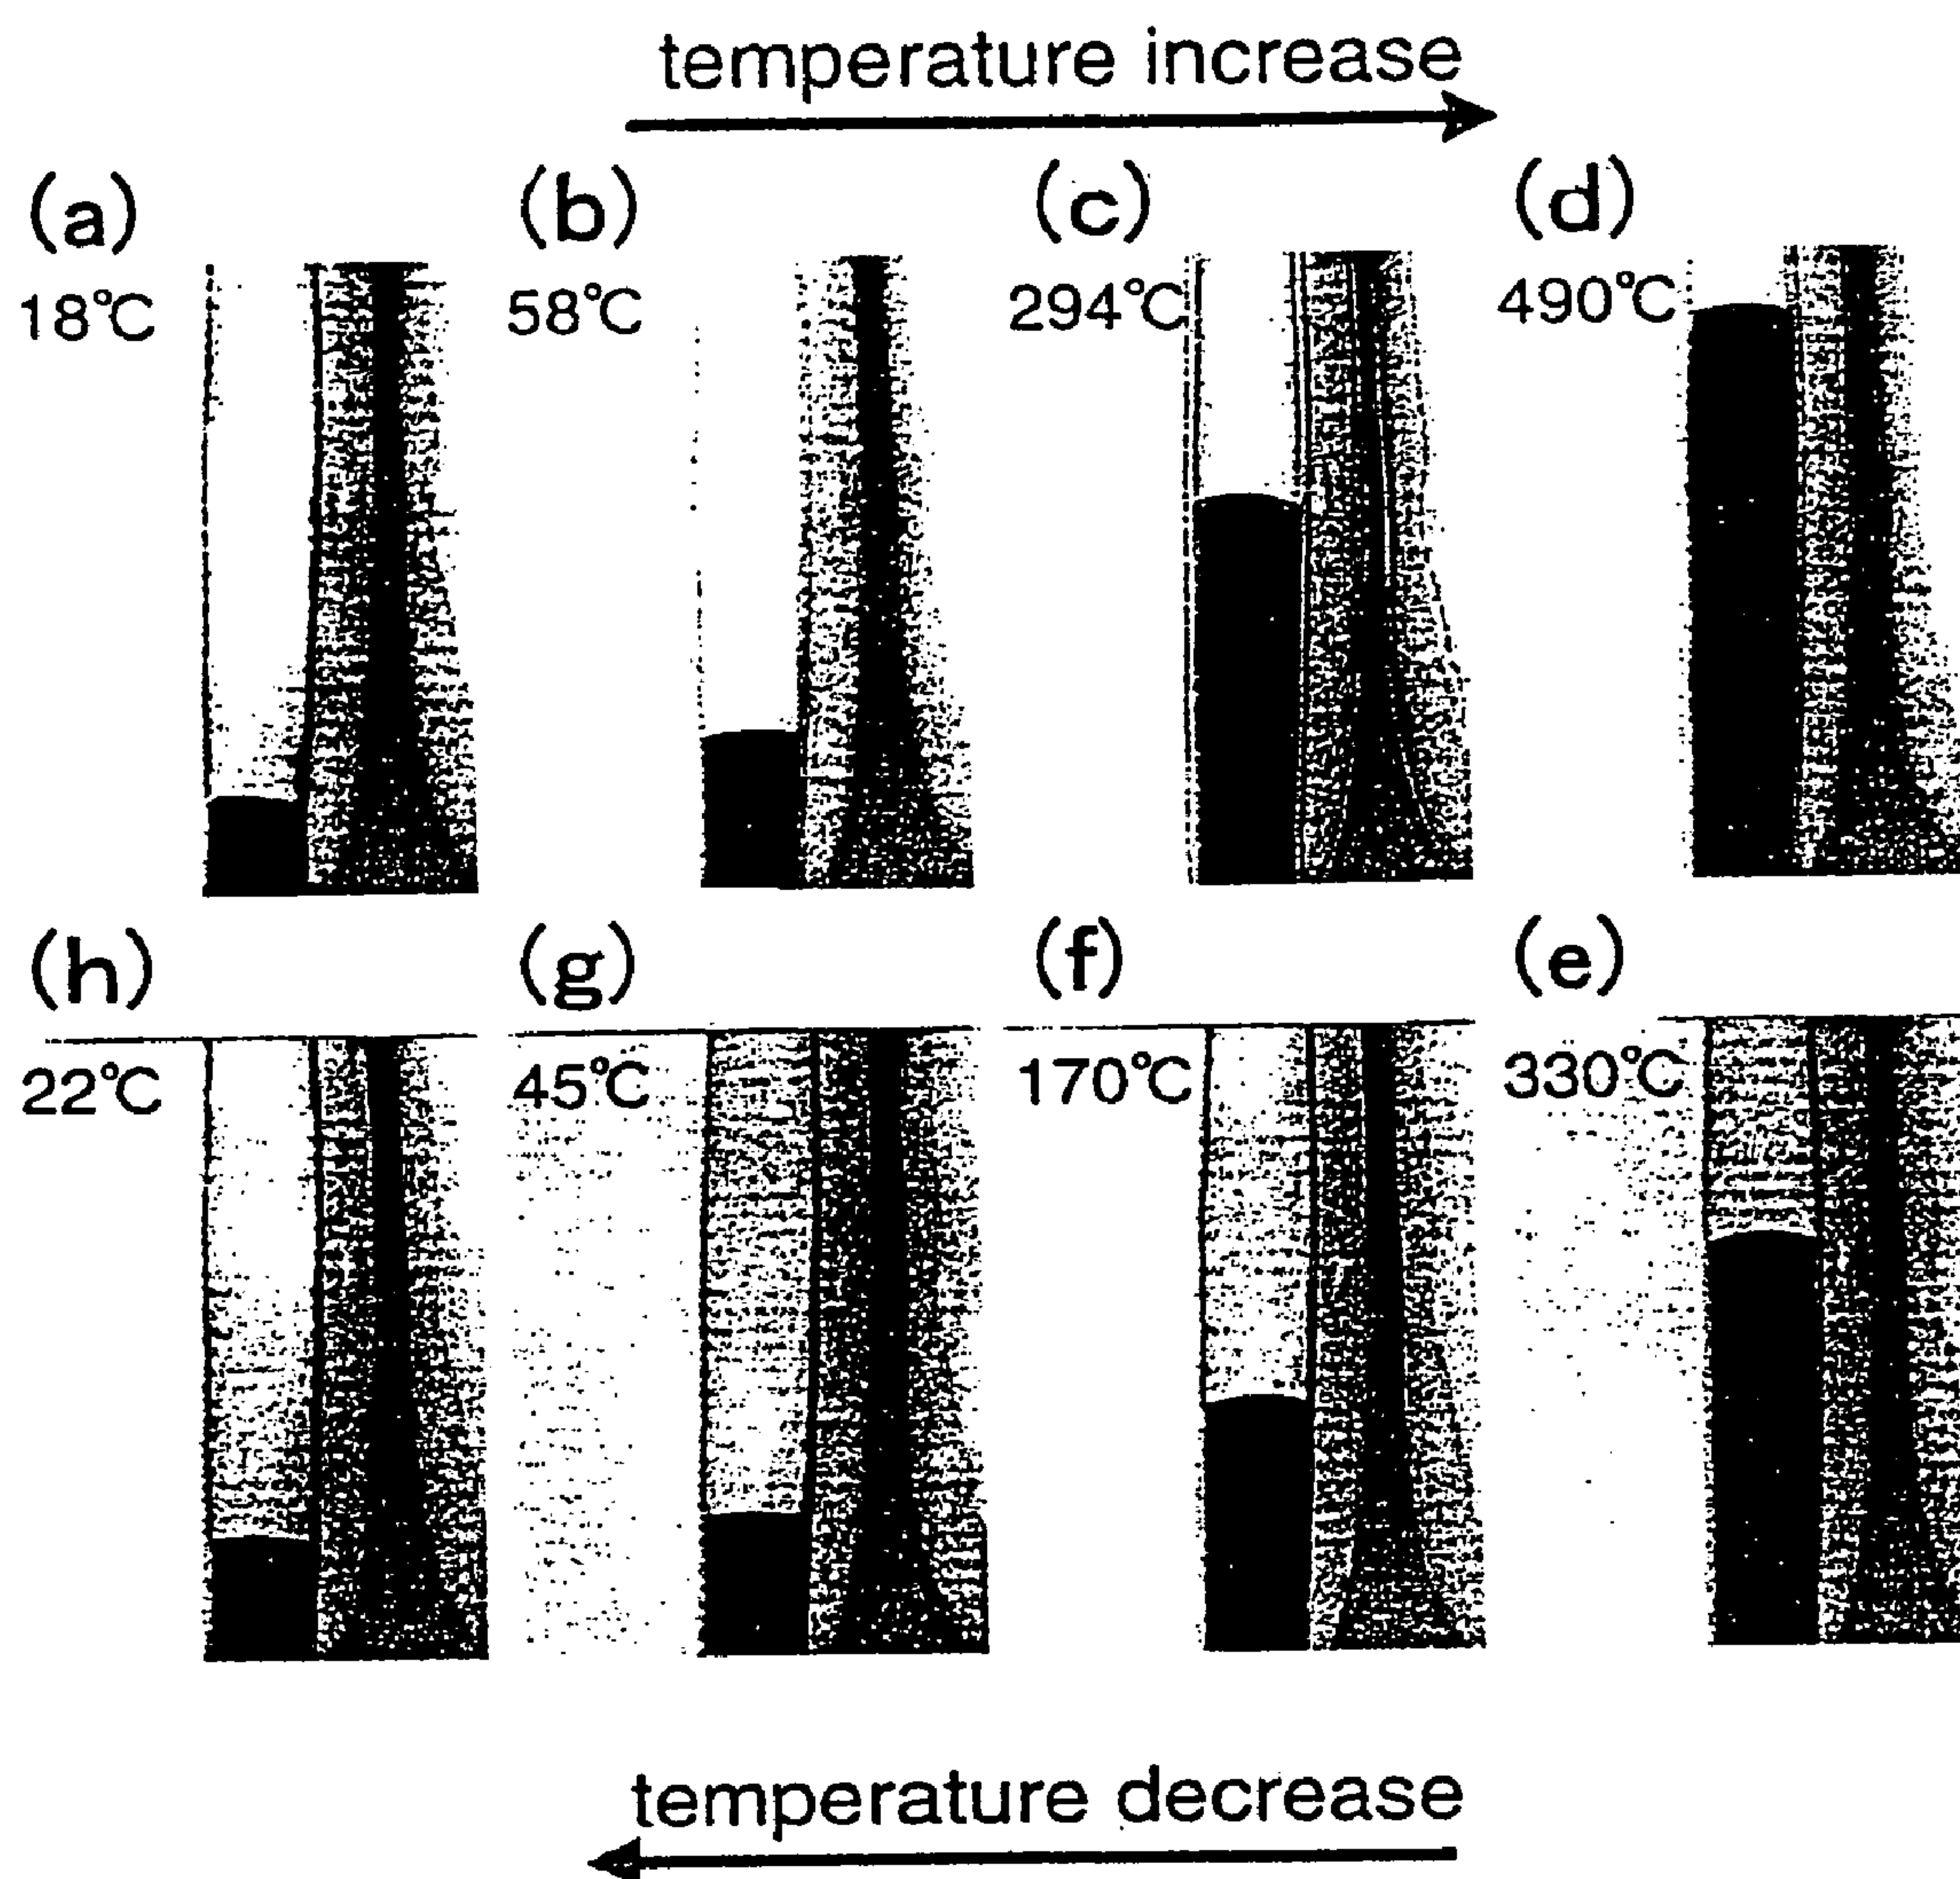 temperature increase
(a) (b) (c) (d)
18℃ 58℃ 294℃ 490℃
(h) (g) (f) (e)
22℃ 45℃ 170℃ 330℃
temperature decrease